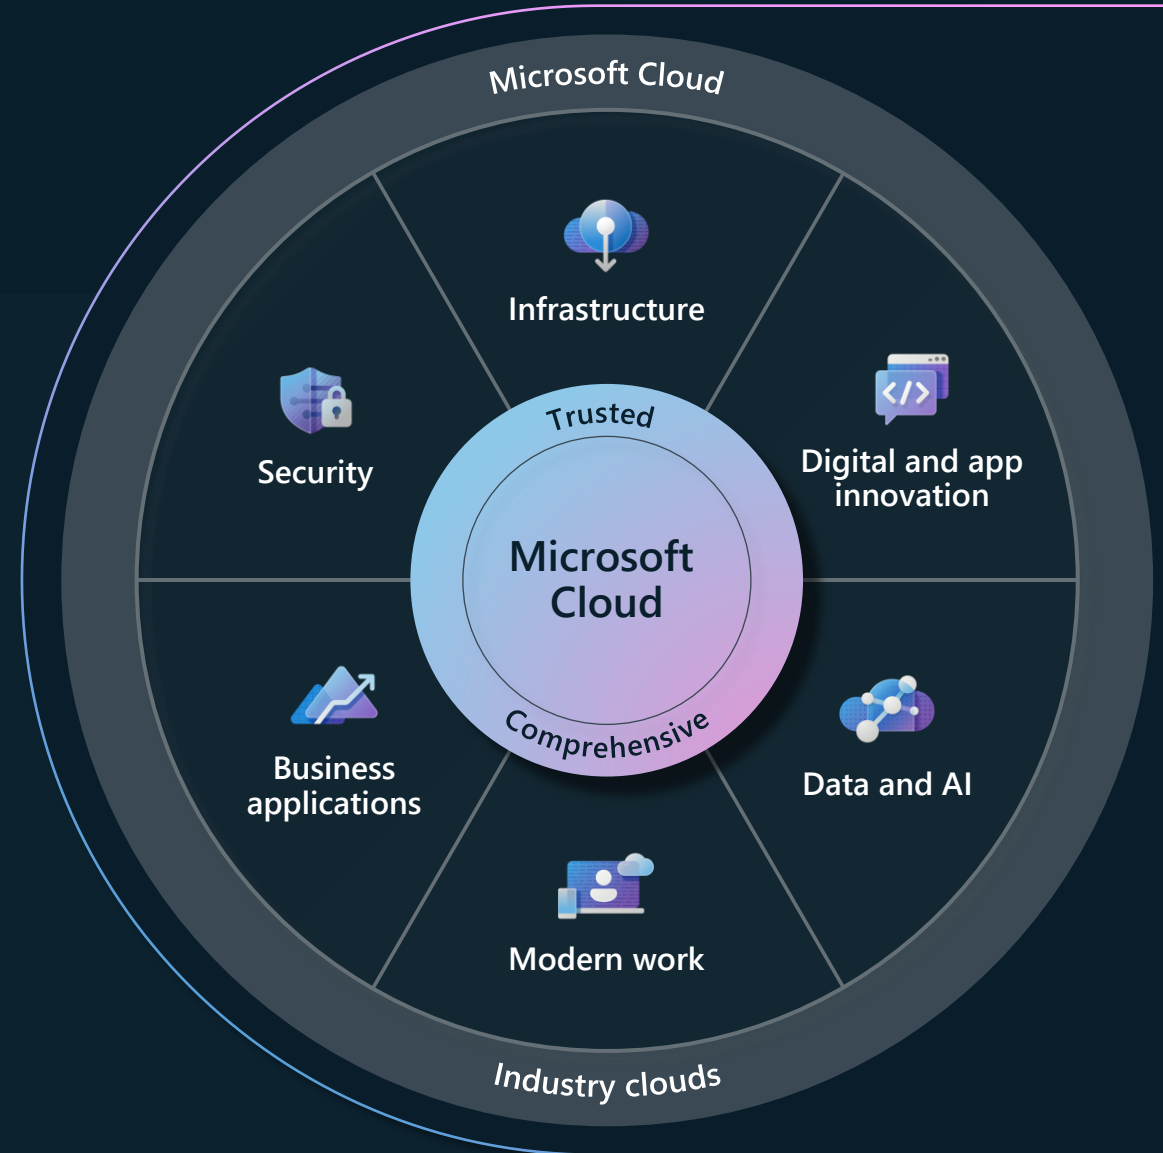 Microsoft Cloud
Infrastructure
Digital and app
innovation
Security
Trusted
Microsoft
Cloud
Comprehensive
Business
applications
Data and AI
Modern work
Industry clouds